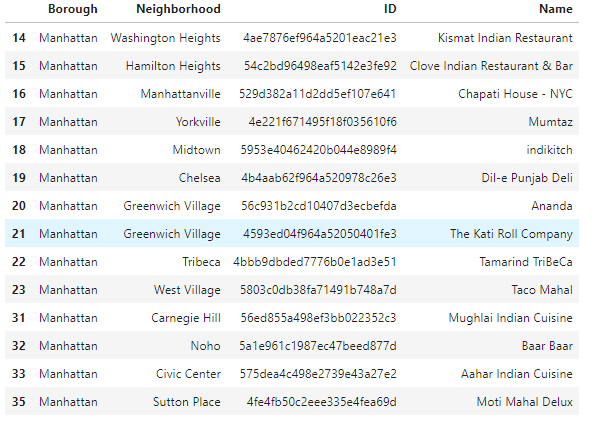 Borough Neighborhood ID Name
14 Manhattan Washington Heights 4ae7876ef964a5201eac21e3 Kismat Indian Restaurant
15 Manhattan Hamilton Heights 54c2bd96498eaf5142e3fe92 Clove Indian Restaurant & Bar
16 Manhattan Manhattanville 529d382a11d2dd5ef107e641 Chapati House - NYC
17 Manhattan Yorkville 4e221f671495f18f035610f6 Mumtaz
18 Manhattan Midtown 5953e40462420b044e8989f4 indikitch
19 Manhattan Chelsea 4b4aab62f964a520978c26e3 Dil-e Punjab Deli
20 Manhattan Greenwich Village 56c931b2cd10407d3ecbefda Ananda
21 Manhattan Greenwich Village 4593ed04f964a52050401fe3 The Kati Roll Company
22 Manhattan Tribeca 4bbb9dbded7776b0e1ad3e51 Tamarind TriBeCa
23 Manhattan West Village 5803c0db38fa71491b748a7d Taco Mahal
31 Manhattan Carnegie Hill 56ed855a498ef3bb022352c3 Mughlai Indian Cuisine
32 Manhattan Noho 5a1e961c1987ec47beed877d Baar Baar
33 Manhattan Civic Center 575dea4c498e2739e43a27e2 Aahar Indian Cuisine
35 Manhattan Sutton Place 4fe4fb50c2eee335e4fea69d Moti Mahal Delux